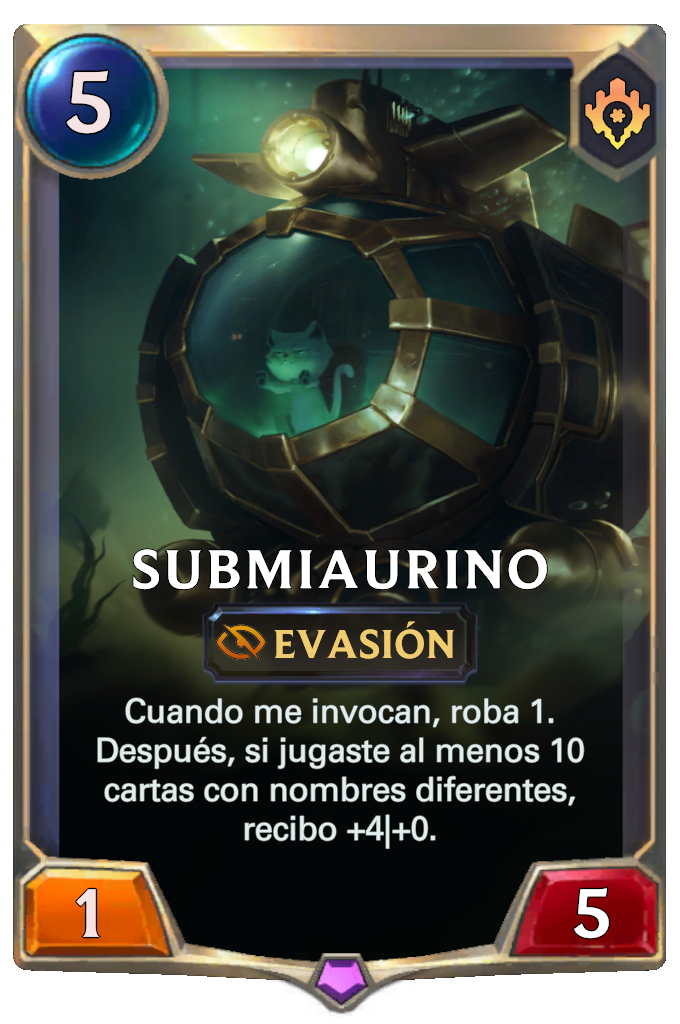 5
SUBMIAURINO
EVASIÓN
Cuando me invocan, roba 1.
Después, si jugaste al menos 10
cartas con nombres diferentes,
recibo +4|+0.
1
5